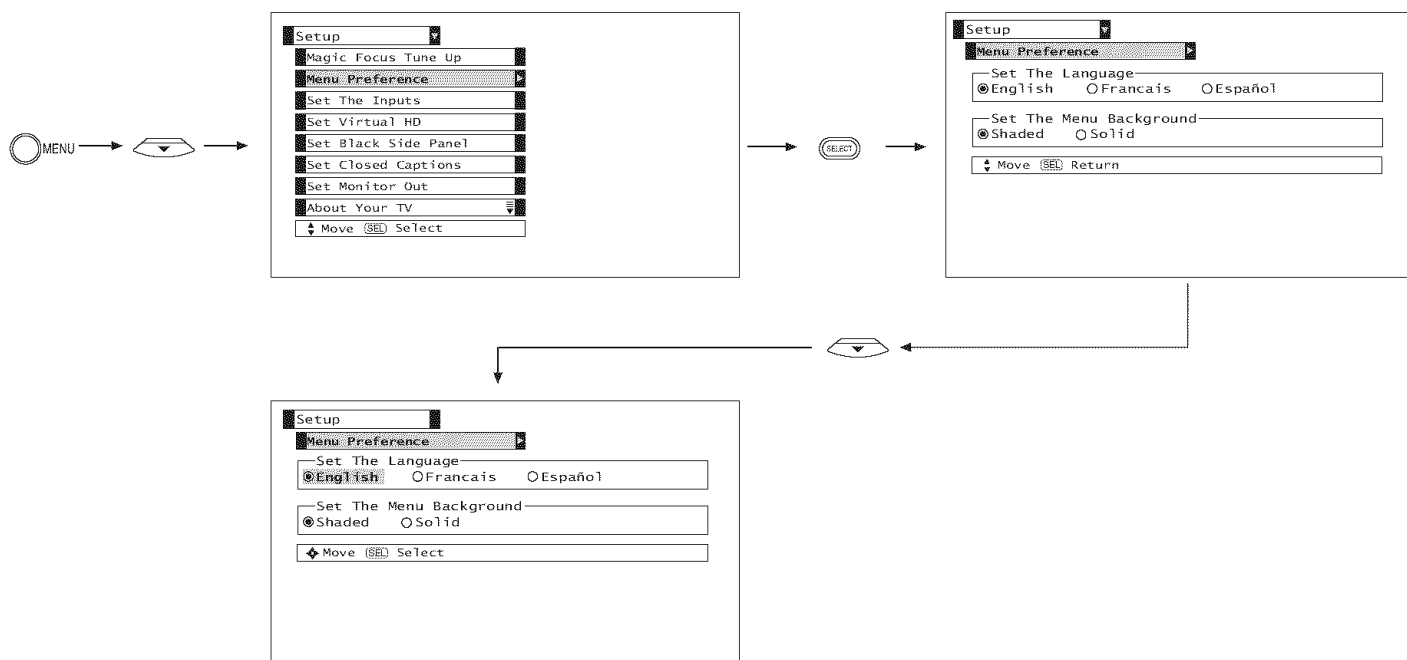 MENU
Setup
Magic Focus Tune Up
Menu Preference
Set The Inputs
Set Virtual HD
Set Black Side Panel
Set Closed Captions
Set Monitor Out
About Your TV
Move SEL Select
SELECT
Setup
Menu Preference
Set The Language
English Francais Español
Set The Menu Background
Shaded Solid
Move SEL Return
Setup
Menu Preference
Set The Language
English Francais Español
Set The Menu Background
Shaded Solid
Move SEL Select